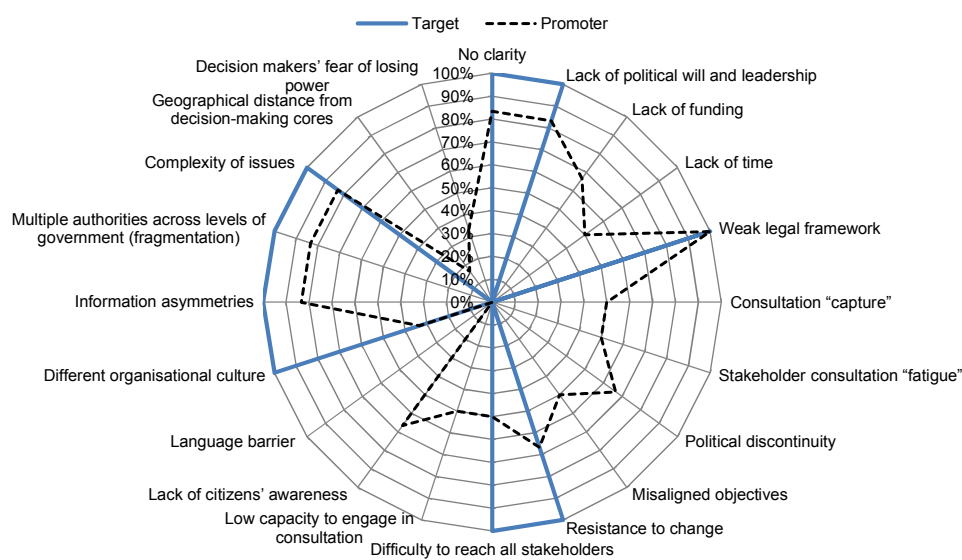 Target
Promoter
No clarity
Decision makers' fear of losing
power
Geographical distance from
decision-making cores
Complexity of issues
Multiple authorities across levels of
government (fragmentation)
Information asymmetries
Different organisational culture
Language barrier
Lack of citizens' awareness
Low capacity to engage in
consultation
Difficulty to reach all stakeholders
Resistance to change
Misaligned objectives
Political discontinuity
Stakeholder consultation “fatigue”
Consultation “capture”
Weak legal framework
Lack of time
Lack of funding
Lack of political will and leadership
100%
90%
80%
70%
60%
50%
40%
30%
20%
10%
0%